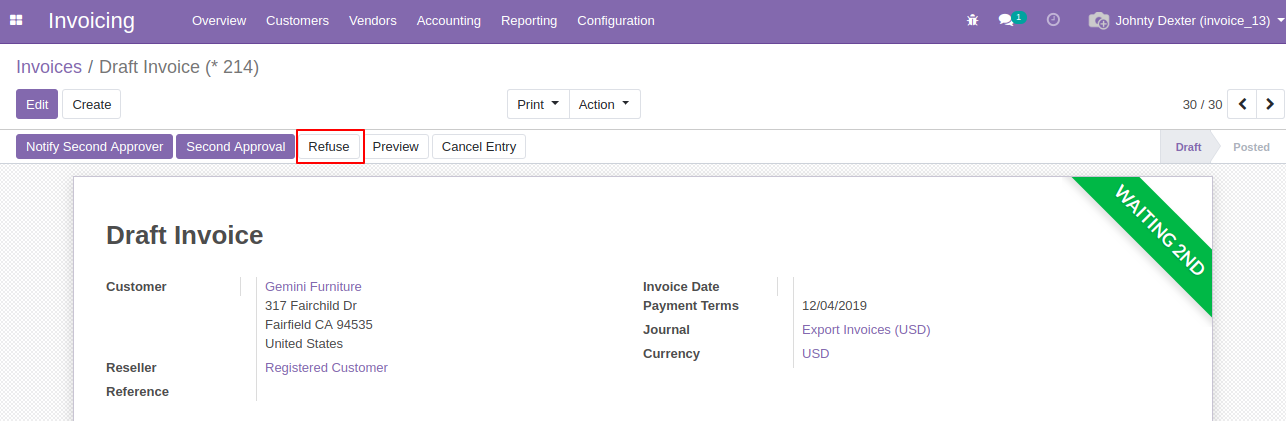 Invoicing Overview Customers Vendors Accounting Reporting Configuration 1 Johnty Dexter (invoice_13)
Invoices / Draft Invoice (* 214)
Edit Create Print Action 30 / 30
Notify Second Approver Second Approval Refuse Preview Cancel Entry Draft Posted
WAITING 2ND
Draft Invoice
Customer Gemini Furniture Invoice Date
317 Fairchild Dr Payment Terms 12/04/2019
Fairfield CA 94535 Journal Export Invoices (USD)
United States Currency USD
Reseller Registered Customer
Reference